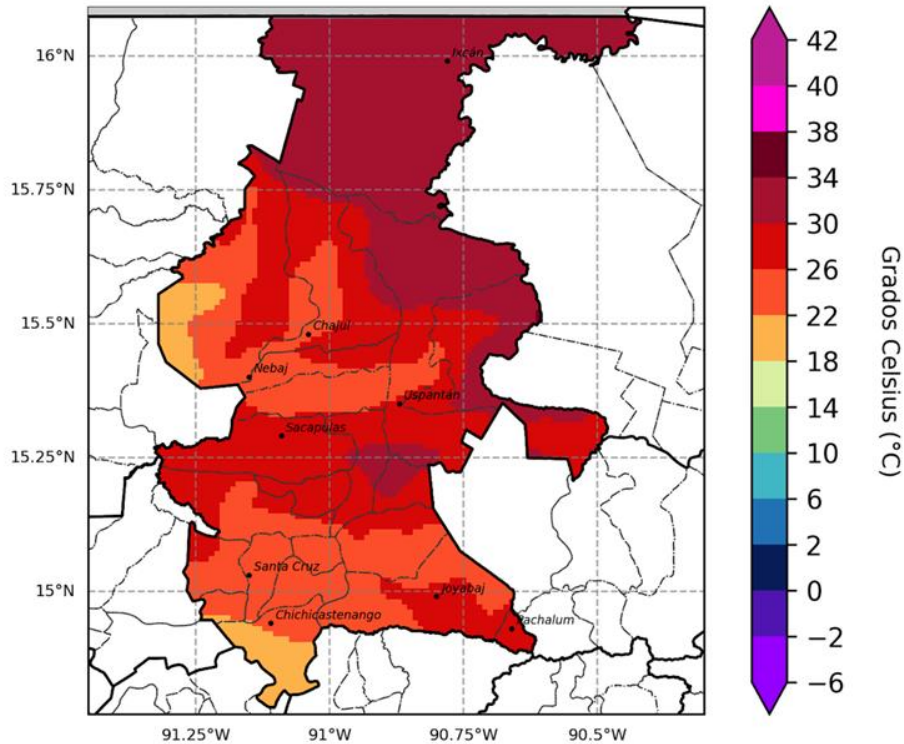 16°N
15.75°N
15.5°N
15.25°N
15°N
91.25°W
91°W
90.75°W
90.5°W
Ixcán
Chajul
Nebaj
Uspantán
Sacapulas
Santa Cruz
Joyabaj
Chichicastenango
Pachalum
42
40
38
34
30
26
22
18
14
10
6
2
0
−2
−6
Grados Celsius (°C)